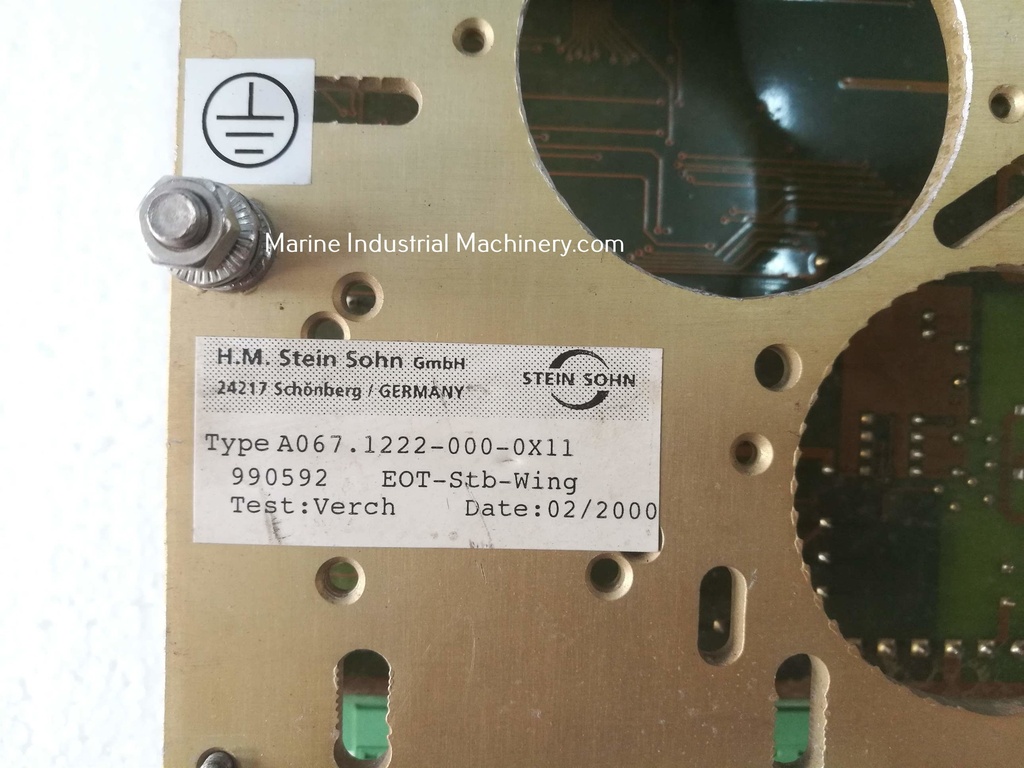 Marine Industrial Machinery.com
H.M. Stein Sohn GmbH
24217 Schönberg / GERMANY
STEIN SOHN
Type A067.1222-000-0X11
990592 EOT-Stb-Wing
Test:Verch Date:02/2000